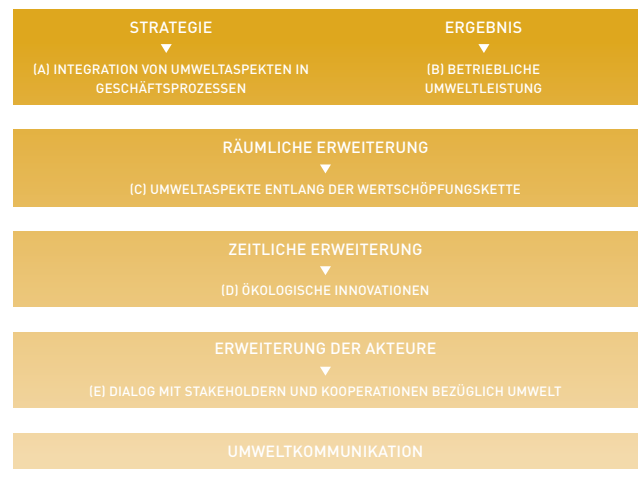 STRATEGIE
(A) INTEGRATION VON UMWELTASPEKTEN IN
GESCHÄFTSPROZESSEN
ERGEBNIS
(B) BETRIEBLICHE
UMWELTLEISTUNG
RÄUMLICHE ERWEITERUNG
(C) UMWELTASPEKTE ENTLANG DER WERTSCHÖPFUNGSKETTE
ZEITLICHE ERWEITERUNG
(D) ÖKOLOGISCHE INNOVATIONEN
ERWEITERUNG DER AKTEURE
(E) DIALOG MIT STAKEHOLDERN UND KOOPERATIONEN BEZÜGLICH UMWELT
UMWELTKOMMUNIKATION